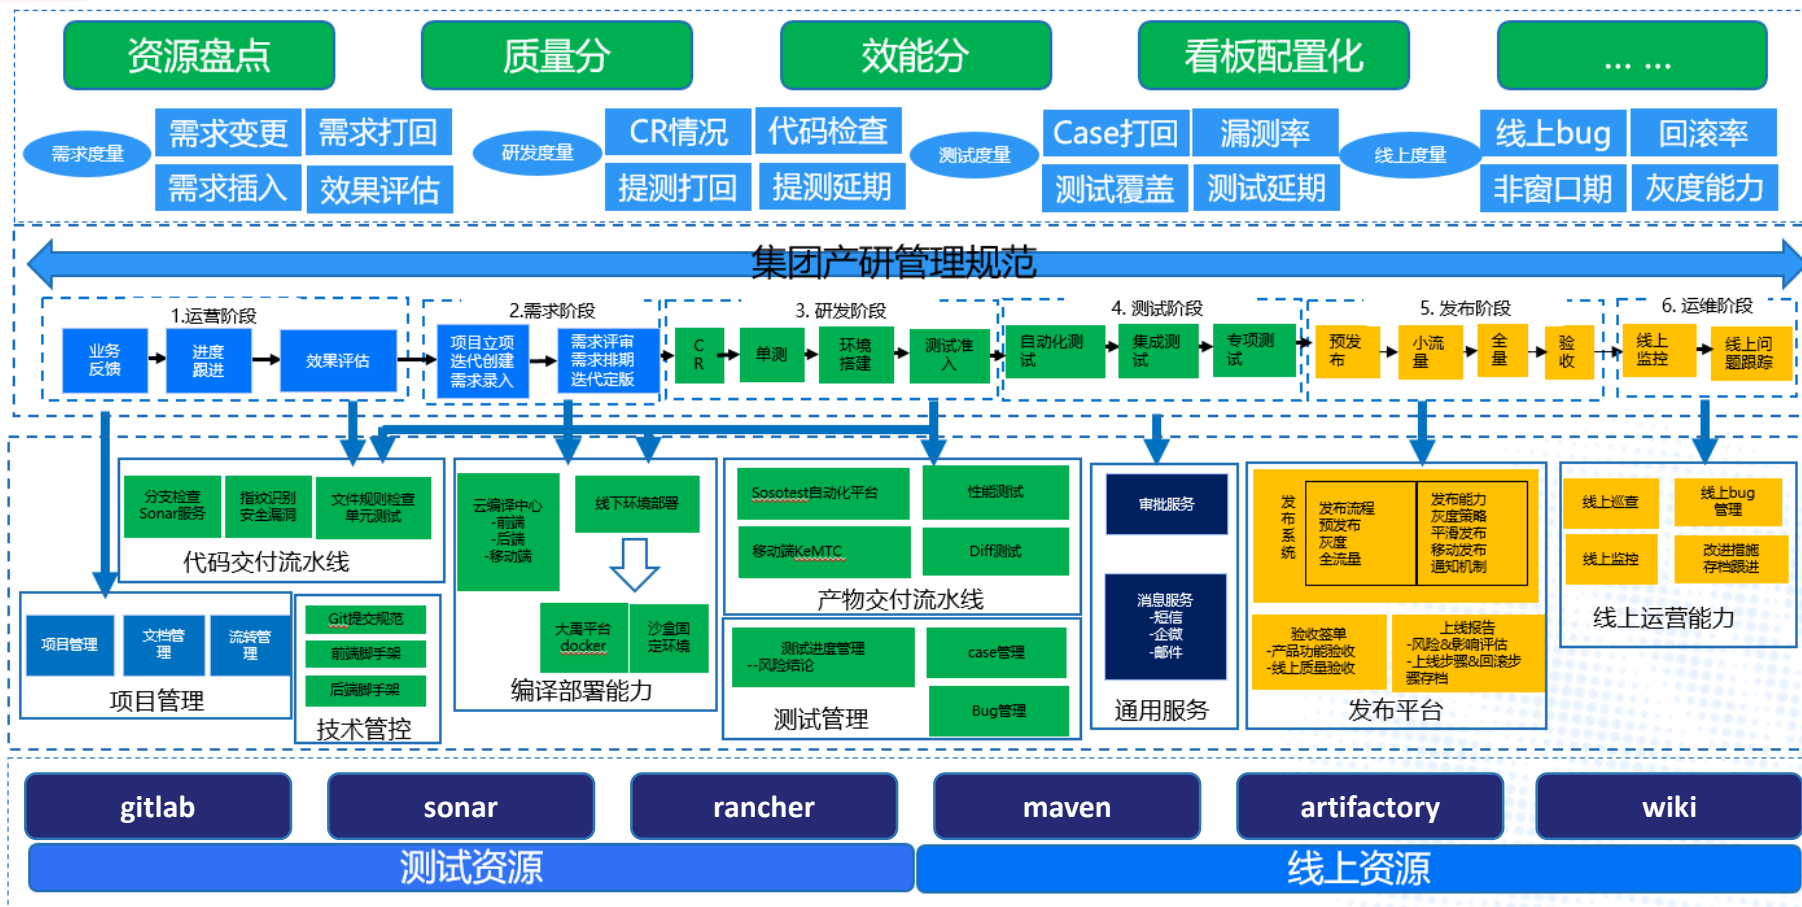 资源盘点
质量分
效能分
看板配置化
... ...
需求度量
需求变更
需求打回
需求插入
效果评估
研发度量
CR情况
代码检查
提测打回
提测延期
测试度量
Case打回
漏测率
测试覆盖
测试延期
线上度量
线上bug
回滚率
非窗口期
灰度能力
集团产研管理规范
1.运营阶段
业务
反馈
进度
跟进
效果评估
2.需求阶段
项目立项
迭代创建
需求录入
需求评审
需求排期
迭代定版
3. 研发阶段
C
R
单测
环境
搭建
测试准
入
4. 测试阶段
自动化测
试
集成测
试
专项测
试
5. 发布阶段
预发
布
小流
量
全
量
验
收
6. 运维阶段
线上
监控
线上问
题跟踪
分支检查
Sonar服务
指纹识别
安全漏洞
文件规则检查
单元测试
代码交付流水线
项目管理
文档管
理
流转管
理
项目管理
Git提交规范
前端脚手架
后端脚手架
技术管控
云编译中心
-前端
-后端
-移动端
线下环境部署
大禹平台
docker
沙盒固
定环境
编译部署能力
Sosotest自动化平台
性能测试
移动端KeMTC
Diff测试
产物交付流水线
测试进度管理
--风险结论
case管理
Bug管理
测试管理
审批服务
消息服务
-短信
-企微
-邮件
通用服务
发
布
系
统
发布流程
预发布
灰度
全流量
发布能力
灰度策略
平滑发布
移动发布
通知机制
验收签单
-产品功能验收
-线上质量验收
上线报告
-风险&影响评估
-上线步骤&回滚步
骤存档
发布平台
线上巡查
线上bug
管理
线上监控
改进措施
存档跟进
线上运营能力
gitlab
sonar
rancher
maven
artifactory
wiki
测试资源
线上资源